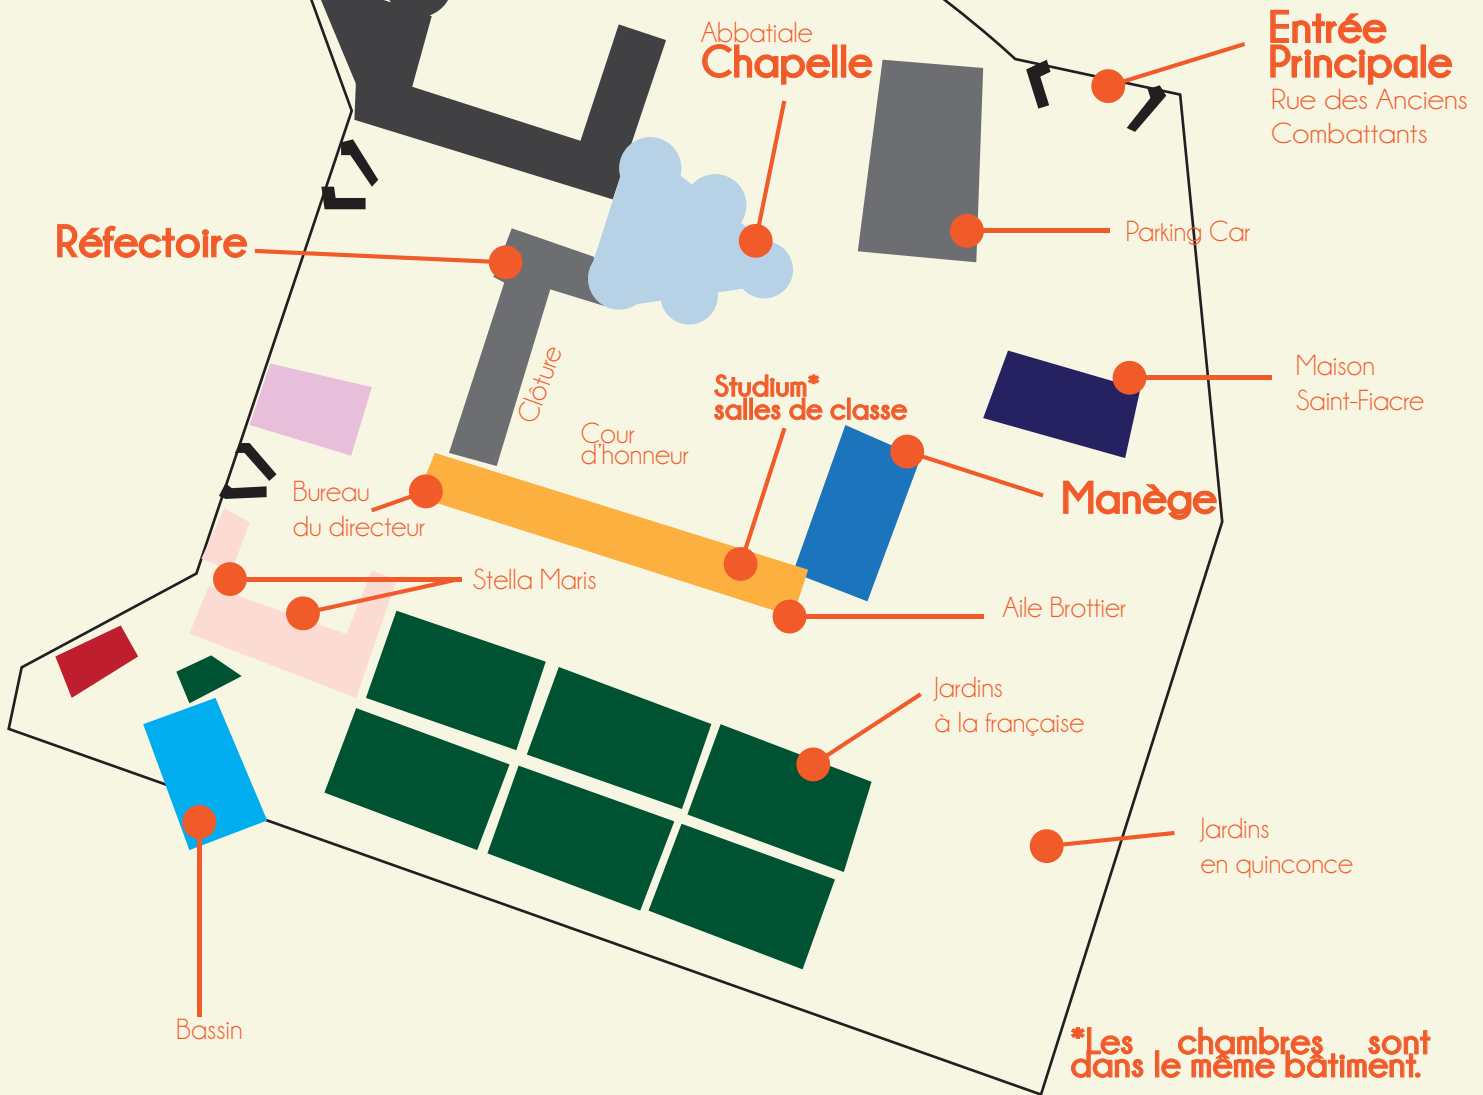 Abbatiale
Chapelle
Entrée
Principale
Rue des Anciens
Combattants
Réfectoire
Parking Car
Clôture
Maison
Saint-Fiacre
Studium*
salles de classe
Cour
d'honneur
Manège
Bureau
du directeur
Stella Maris
Aile Brottier
Jardins
à la française
Jardins
en quinconce
Bassin
*Les chambres sont
dans le même bâtiment.